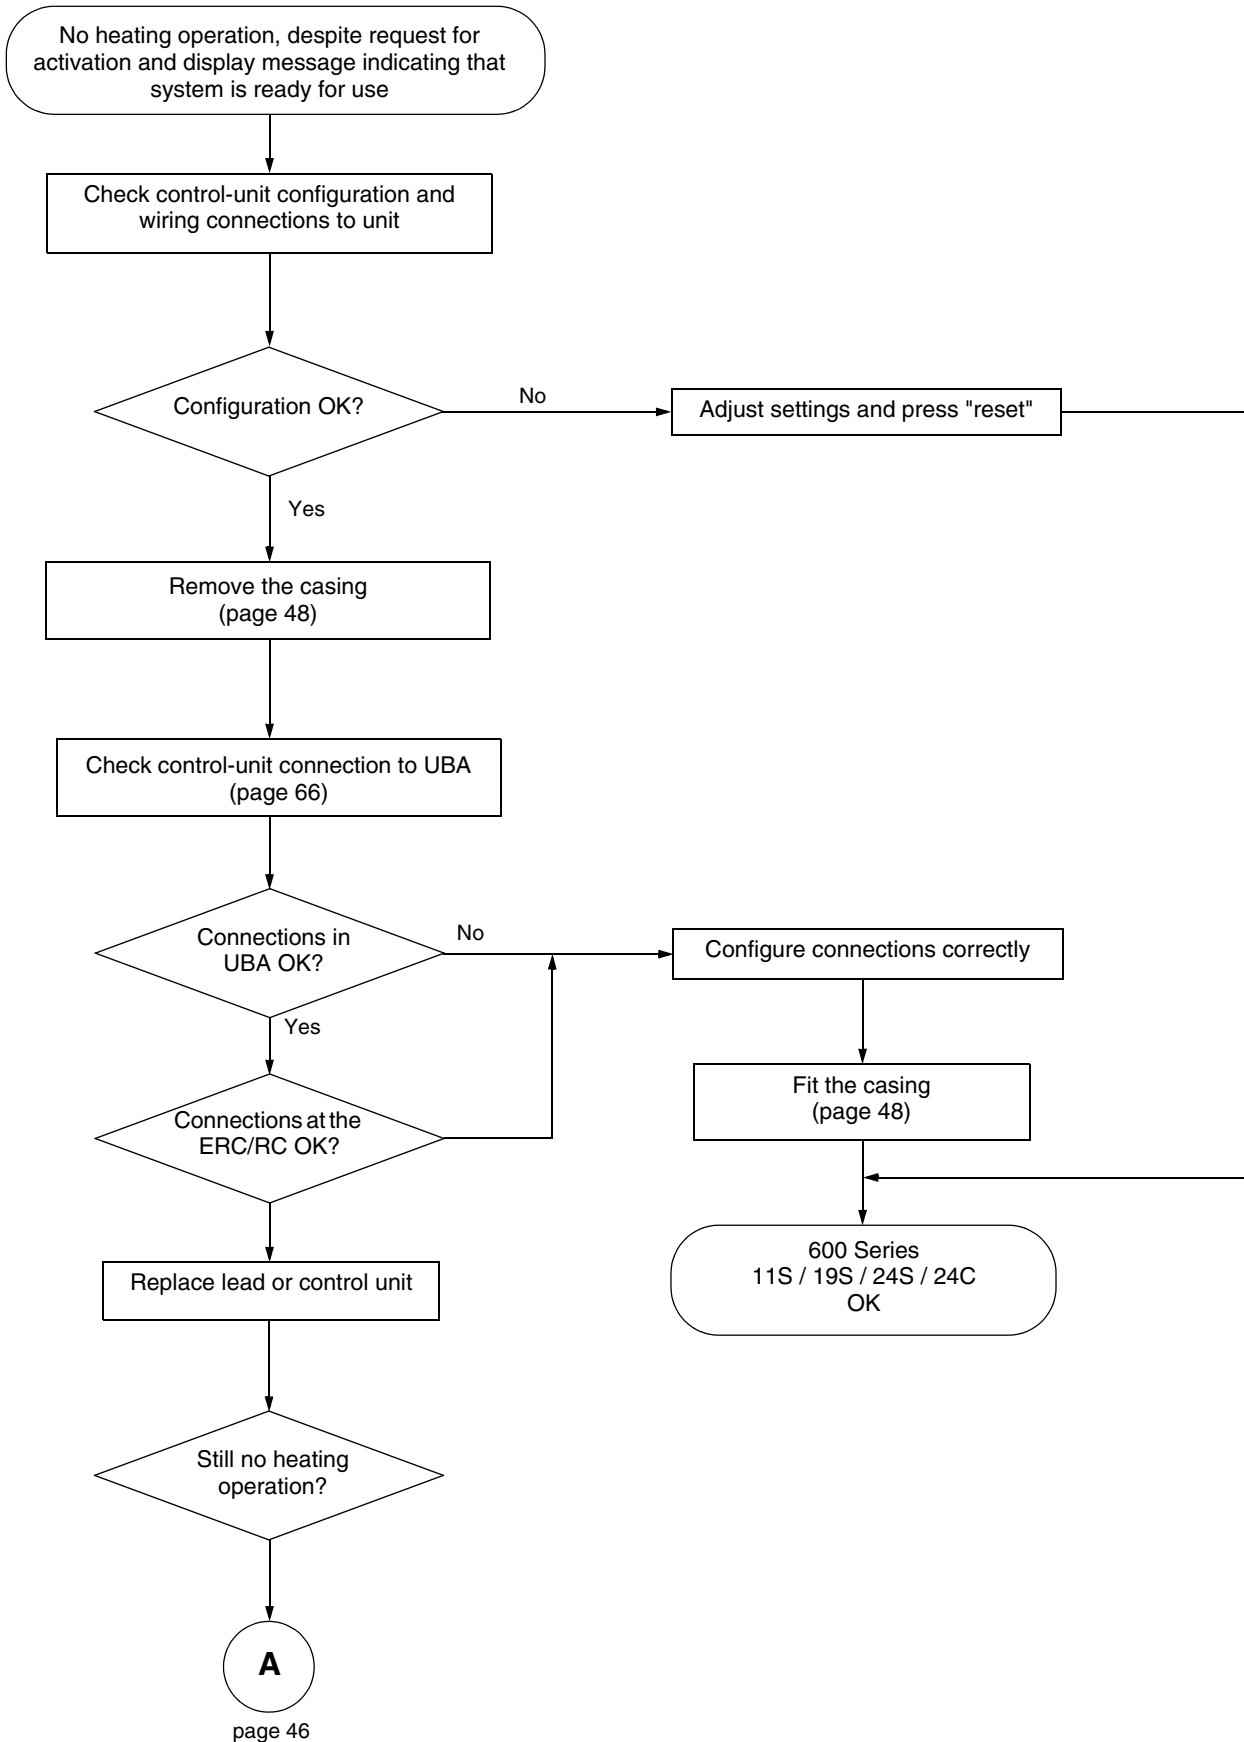 No heating operation, despite request for
activation and display message indicating that
system is ready for use
Check control-unit configuration and
wiring connections to unit
Configuration OK?
No
Adjust settings and press "reset"
Yes
Remove the casing
(page 48)
Check control-unit connection to UBA
(page 66)
Connections in
UBA OK?
No
Configure connections correctly
Yes
Connections at the
ERC/RC OK?
Fit the casing
(page 48)
Replace lead or control unit
600 Series
11S / 19S / 24S / 24C
OK
Still no heating
operation?
A
page 46